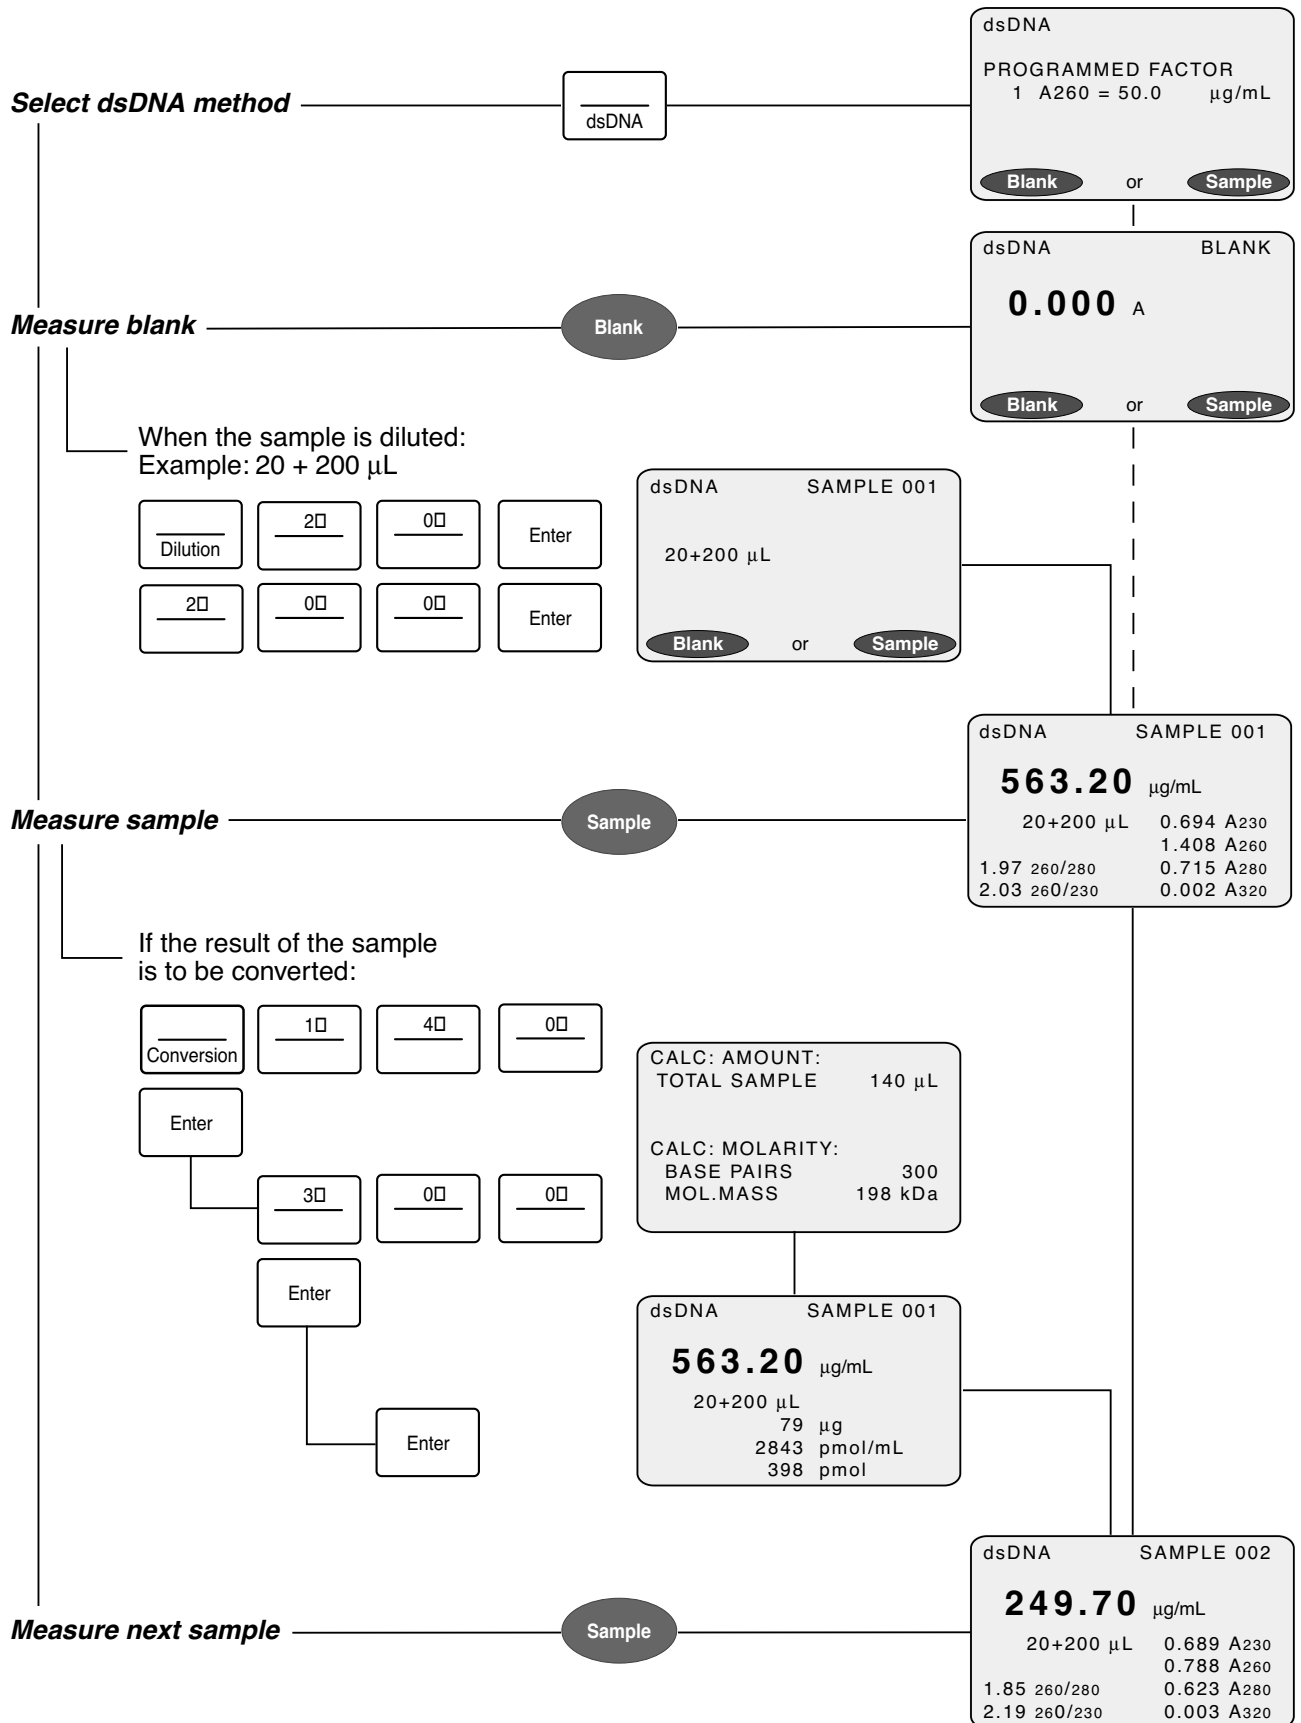 dsDNA
PROGRAMMED FACTOR
1 A260 = 50.0 µg/mL
Select dsDNA method
dsDNA
Blank or Sample
dsDNA BLANK
0.000 A
Measure blank
Blank
Blank or Sample
When the sample is diluted:
Example: 20 + 200 µL
Dilution 2 0 Enter
2 0 0 Enter
dsDNA SAMPLE 001
20+200 µL
Blank or Sample
dsDNA SAMPLE 001
563.20 µg/mL
20+200 µL 0.694 A230
1.408 A260
1.97 260/280 0.715 A280
2.03 260/230 0.002 A320
Measure sample
Sample
If the result of the sample
is to be converted:
Conversion 1 4 0
Enter
3 0 0
Enter
Enter
CALC: AMOUNT:
TOTAL SAMPLE 140 µL
CALC: MOLARITY:
BASE PAIRS 300
MOL.MASS 198 kDa
dsDNA SAMPLE 001
563.20 µg/mL
20+200 µL
79 µg
2843 pmol/mL
398 pmol
Measure next sample
Sample
dsDNA SAMPLE 002
249.70 µg/mL
20+200 µL 0.689 A230
0.788 A260
1.85 260/280 0.623 A280
2.19 260/230 0.003 A320